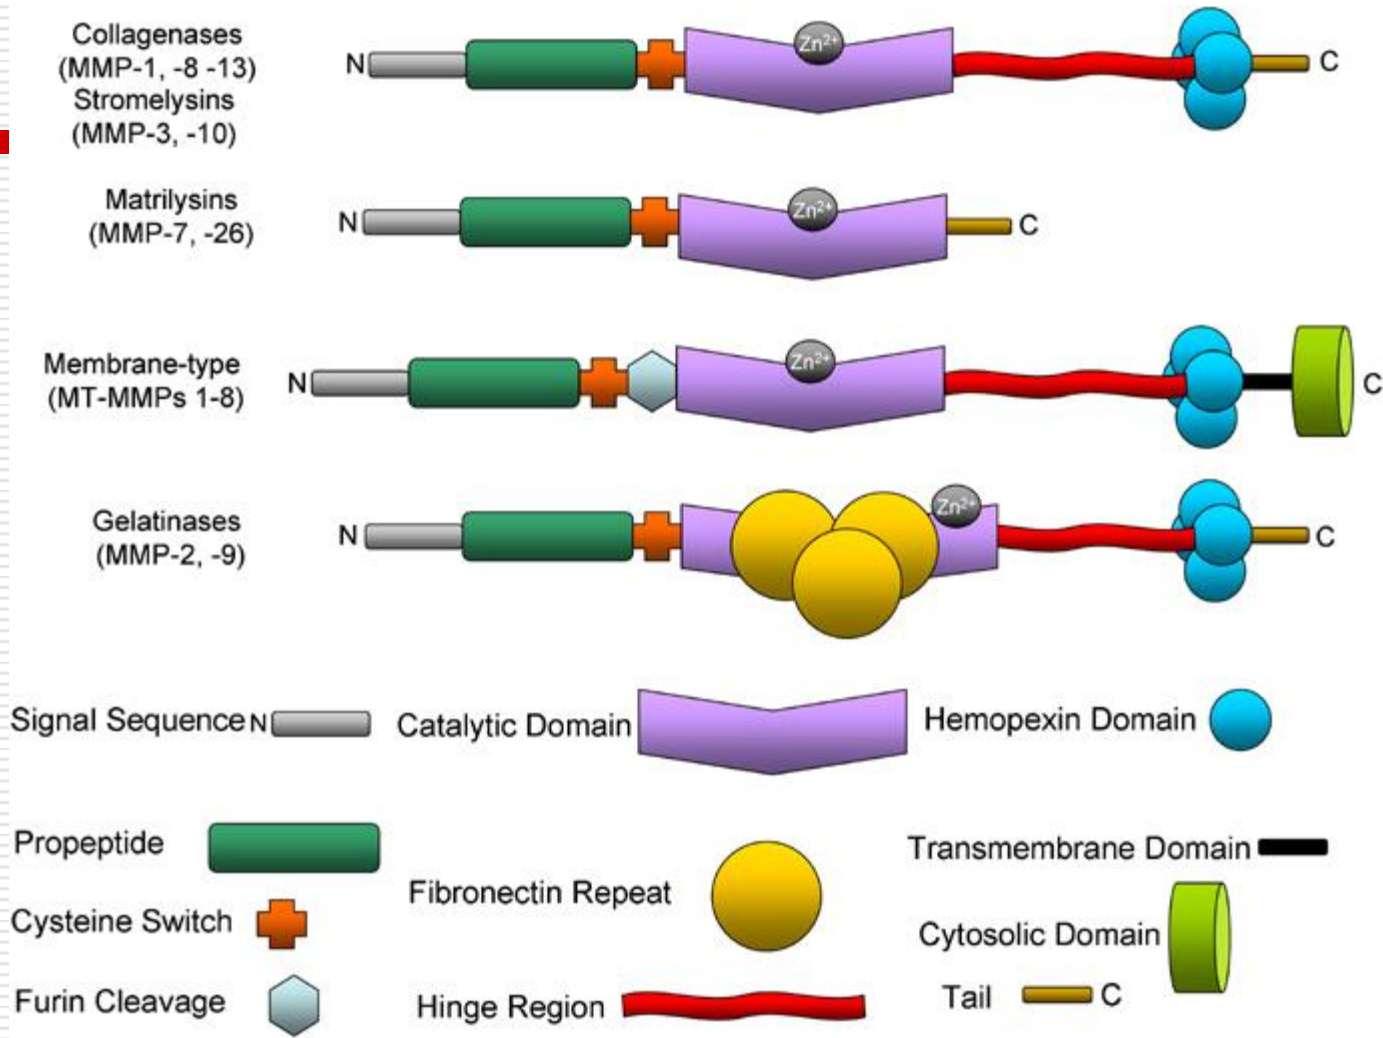 Collagenases
(MMP-1, -8 -13)
Stromelysins
(MMP-3, -10)
N
Zn2+
C
Matrilysins
(MMP-7, -26)
N
Zn2+
C
Membrane-type
(MT-MMPs 1-8)
N
Zn2+
C
Gelatinases
(MMP-2, -9)
N
Zn2+
C
Signal Sequence N
Catalytic Domain
Hemopexin Domain
Propeptide
Fibronectin Repeat
Transmembrane Domain
Cysteine Switch
Cytosolic Domain
Furin Cleavage
Hinge Region
Tail C